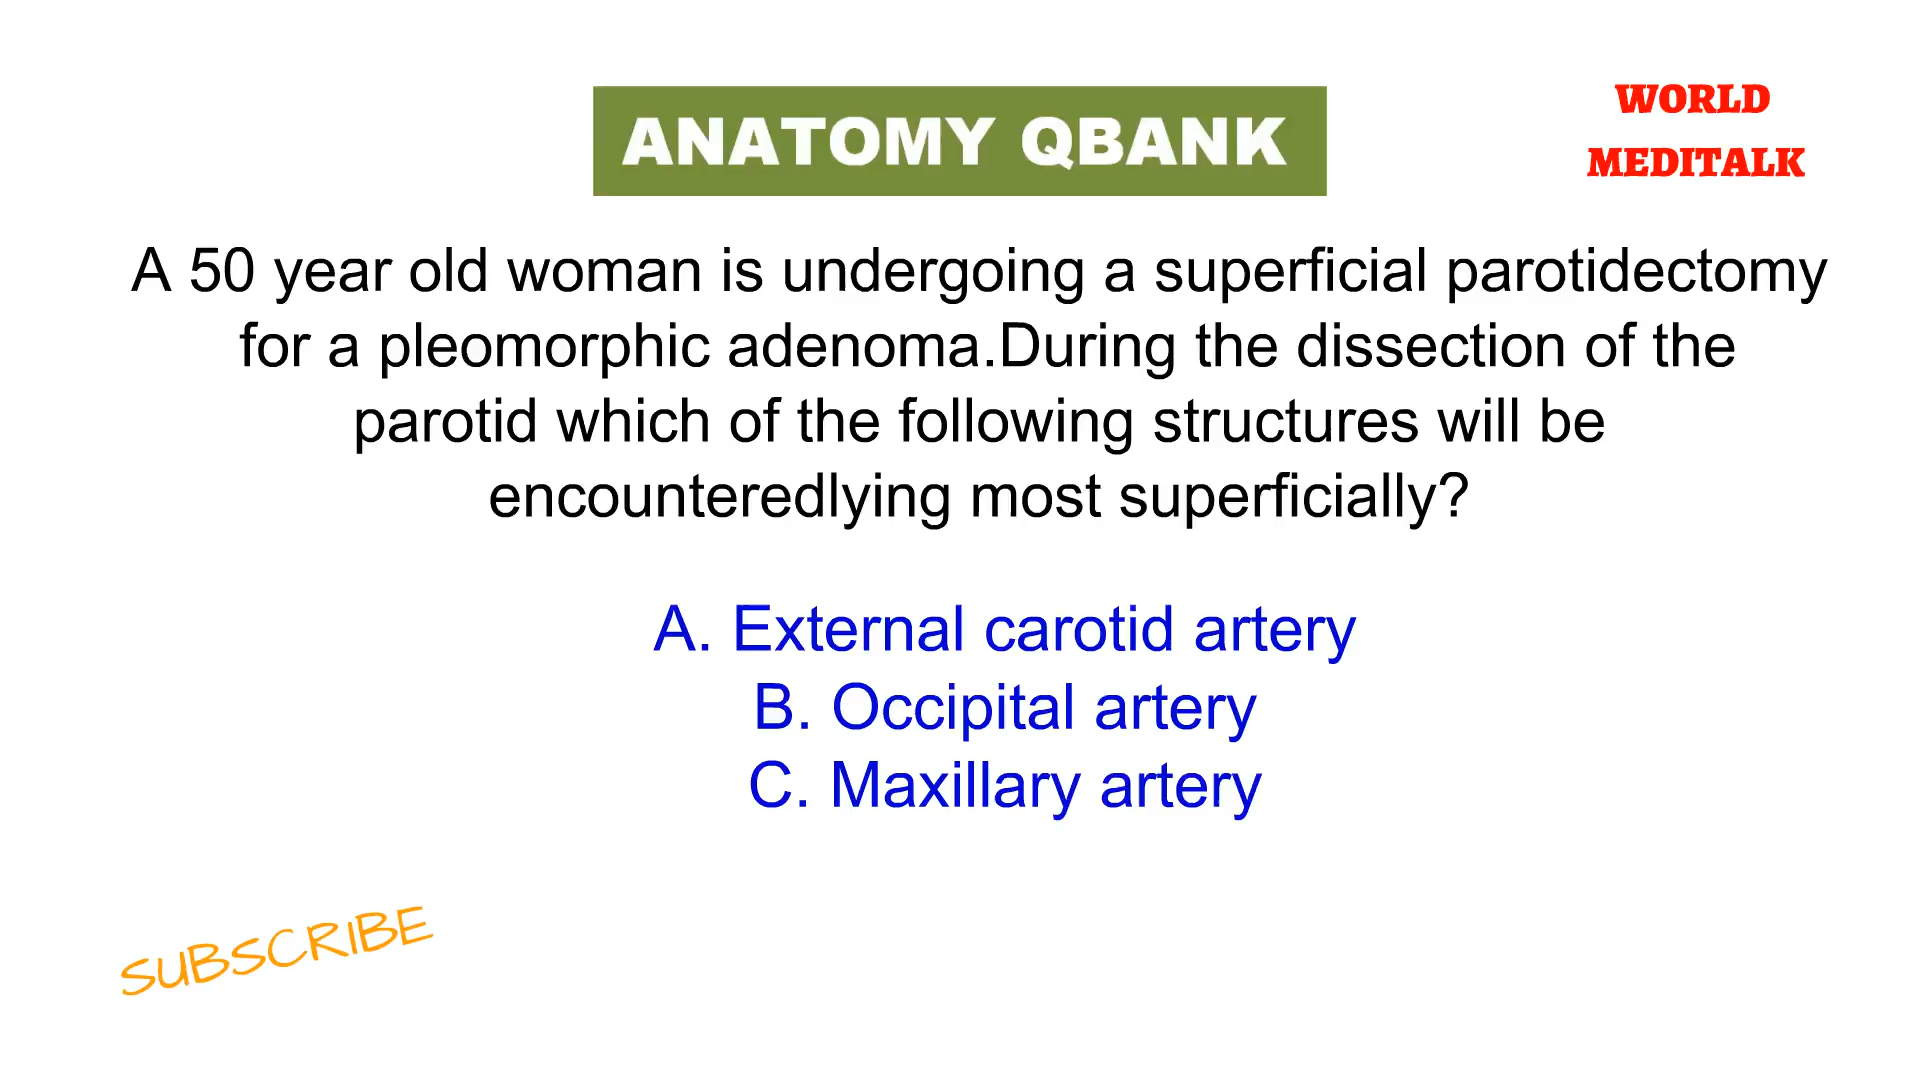 ANATOMY QBANK
WORLD
MEDITALK
A 50 year old woman is undergoing a superficial parotidectomy
for a pleomorphic adenoma.During the dissection of the
parotid which of the following structures will be
encounteredlying most superficially?
A. External carotid artery
B. Occipital artery
C. Maxillary artery
SUBSCRIBE